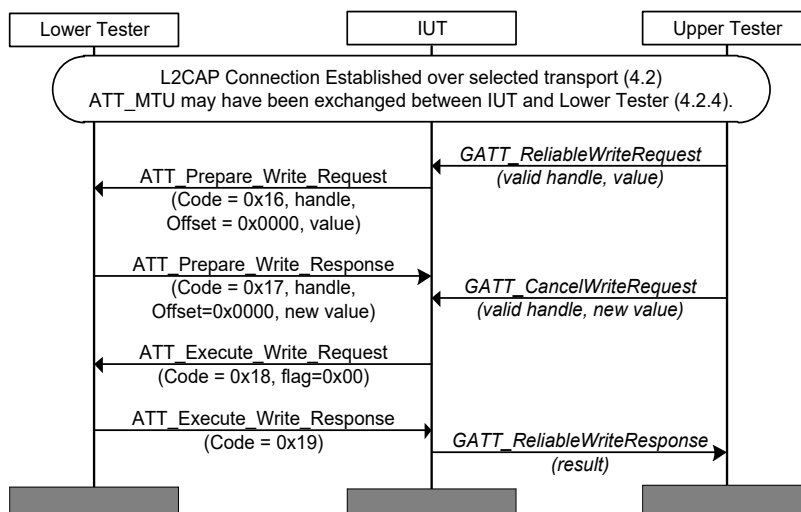 Lower Tester
IUT
Upper Tester
L2CAP Connection Established over selected transport (4.2)
ATT_MTU may have been exchanged between IUT and Lower Tester (4.2.4).
GATT_ReliableWriteRequest
(valid handle, value)
ATT_Prepare_Write_Request
(Code = 0x16, handle,
Offset = 0x0000, value)
ATT_Prepare_Write_Response
(Code = 0x17, handle,
Offset=0x0000, new value)
GATT_CancelWriteRequest
(valid handle, new value)
ATT_Execute_Write_Request
(Code = 0x18, flag=0x00)
ATT_Execute_Write_Response
(Code = 0x19)
GATT_ReliableWriteResponse
(result)